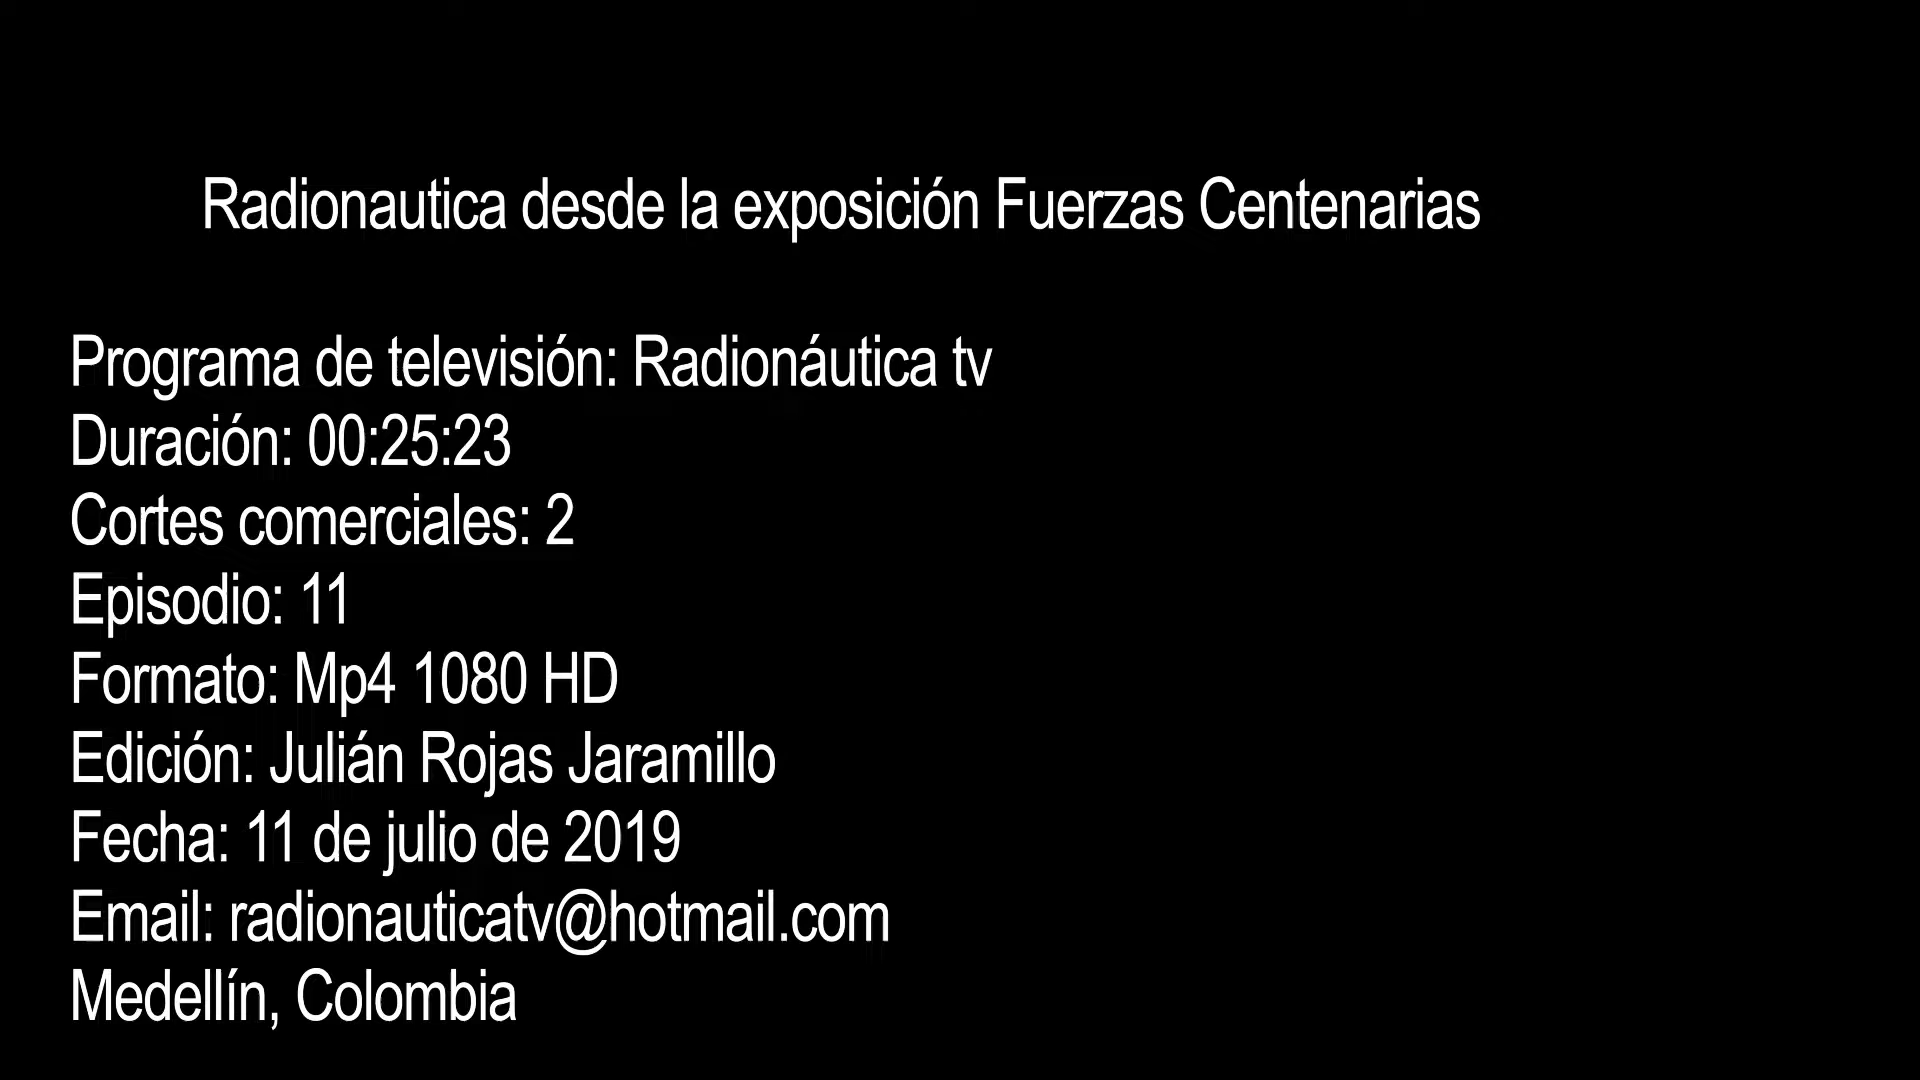 Radionautica desde la exposición Fuerzas Centenarias
Programa de televisión: Radionáutica tv
Duración: 00:25:23
Cortes comerciales: 2
Episodio: 11
Formato: Mp4 1080 HD
Edición: Julián Rojas Jaramillo
Fecha: 11 de julio de 2019
Email: radionauticatv@hotmail.com
Medellín, Colombia